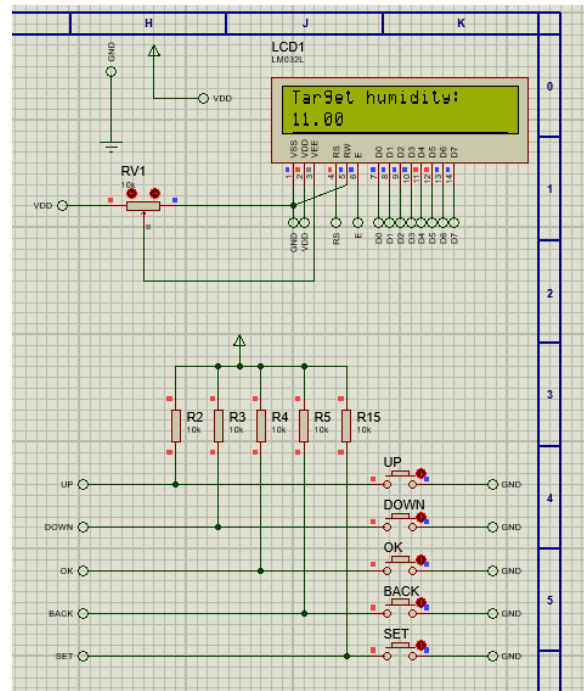 H J K
GND
VDD
LCD1
LM032L
0
Target humidity:
11.00
VSS VDD VEE RS RW E D0 D1 D2 D3 D4 D5 D6 D7
1 2 3 4 5 6 7 8 9 10 11 12 13 14
RV1
10k
1
VDD
GND VDD RS E D0 D1 D2 D3 D4 D5 D6 D7
2
3
R2 R3 R4 R5 R15
10k 10k 10k 10k 10k
UP
UP GND
4
DOWN
DOWN GND
OK
OK GND
BACK
5
BACK GND
SET
SET GND